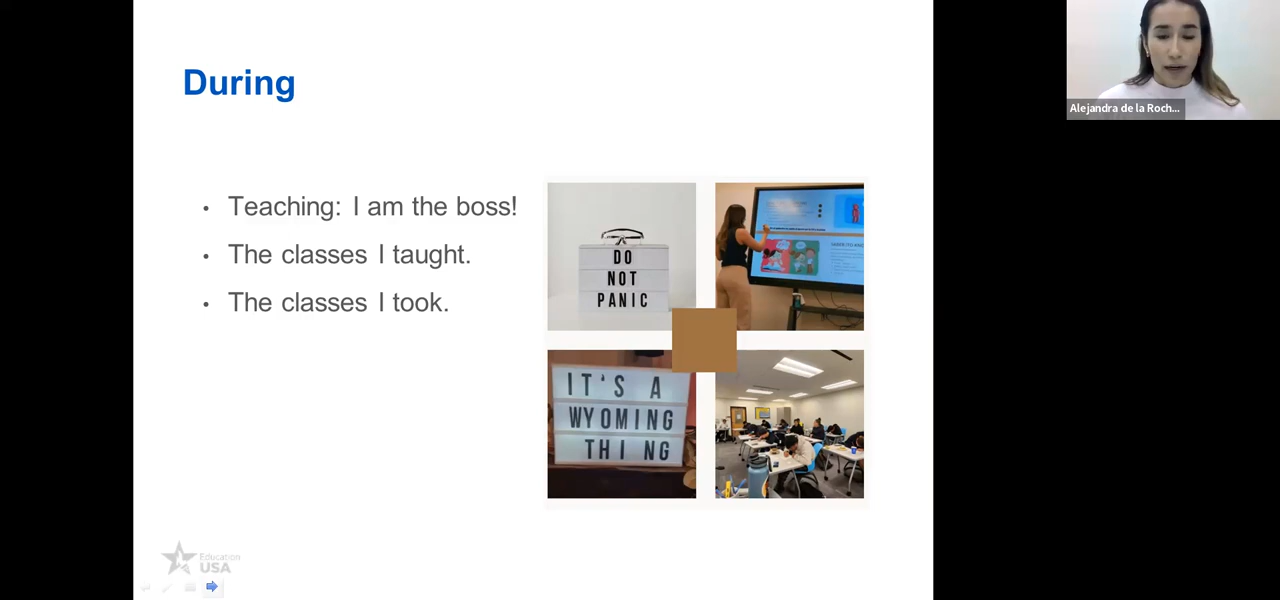 During
• Teaching: I am the boss!
• The classes I taught.
• The classes I took.
DO
NOT
PANIC
IT'S A
WYOMING
THING
Education
USA
Alejandra de la Roch...